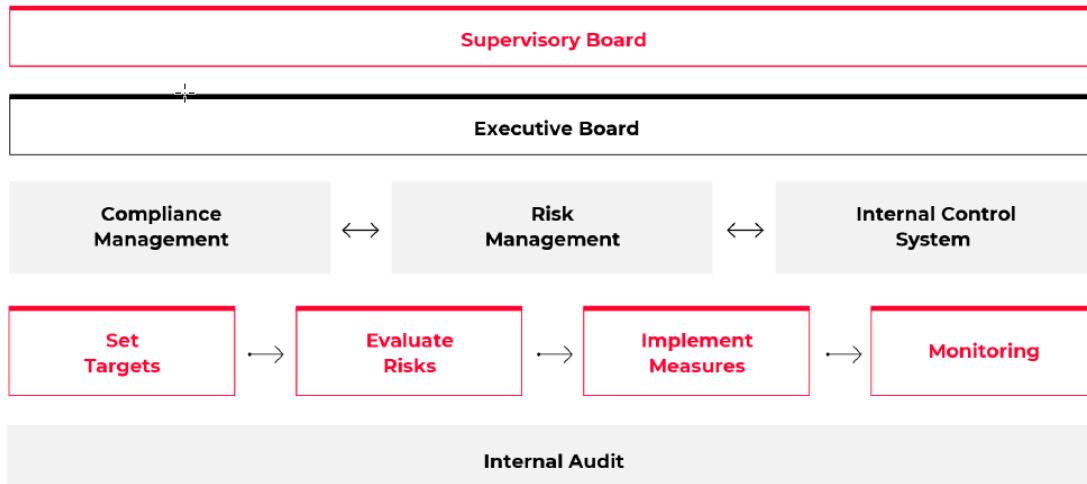 Supervisory Board
Executive Board
Compliance
Management
Risk
Management
Internal Control
System
Set
Targets
Evaluate
Risks
Implement
Measures
Monitoring
Internal Audit